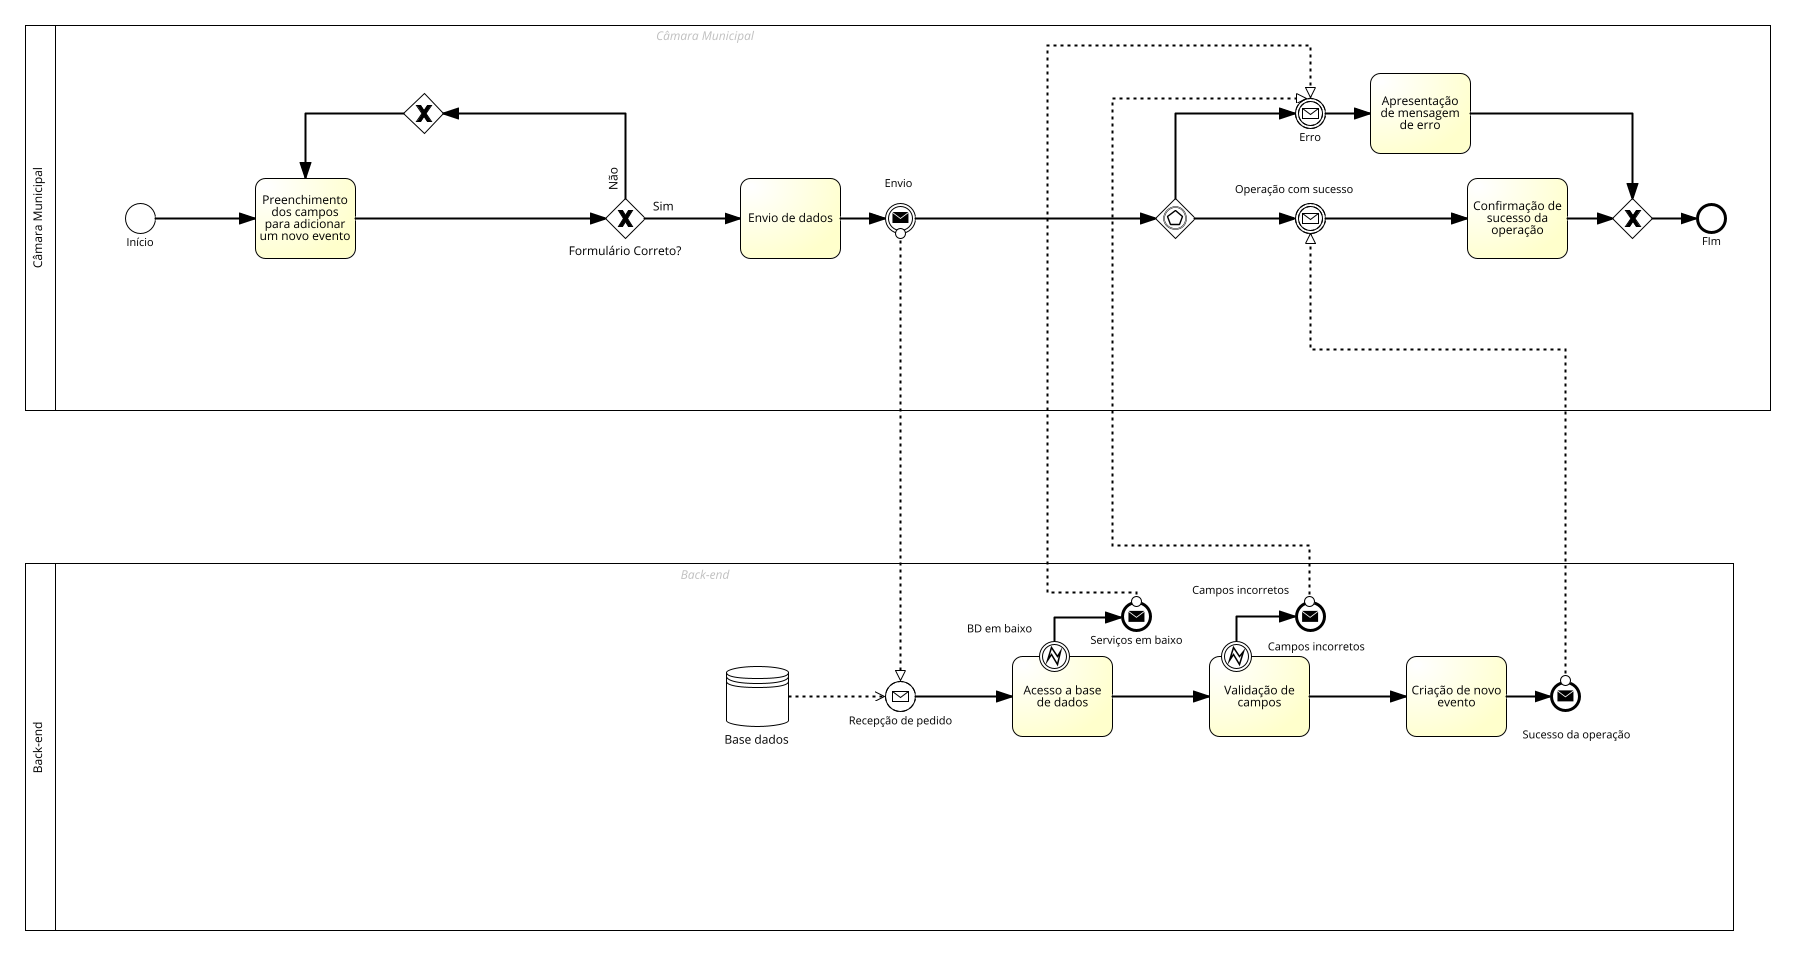 Câmara Municipal
Câmara Municipal
Início
Preenchimento
dos campos
para adicionar
um novo evento
Não
Sim
Formulário Correto?
Envio de dados
Envio
Erro
Apresentação
de mensagem
de erro
Operação com sucesso
Confirmação de
sucesso da
operação
FIm
Back-end
Back-end
Base dados
Recepção de pedido
BD em baixo
Serviços em baixo
Acesso a base
de dados
Campos incorretos
Campos incorretos
Validação de
campos
Criação de novo
evento
Sucesso da operação